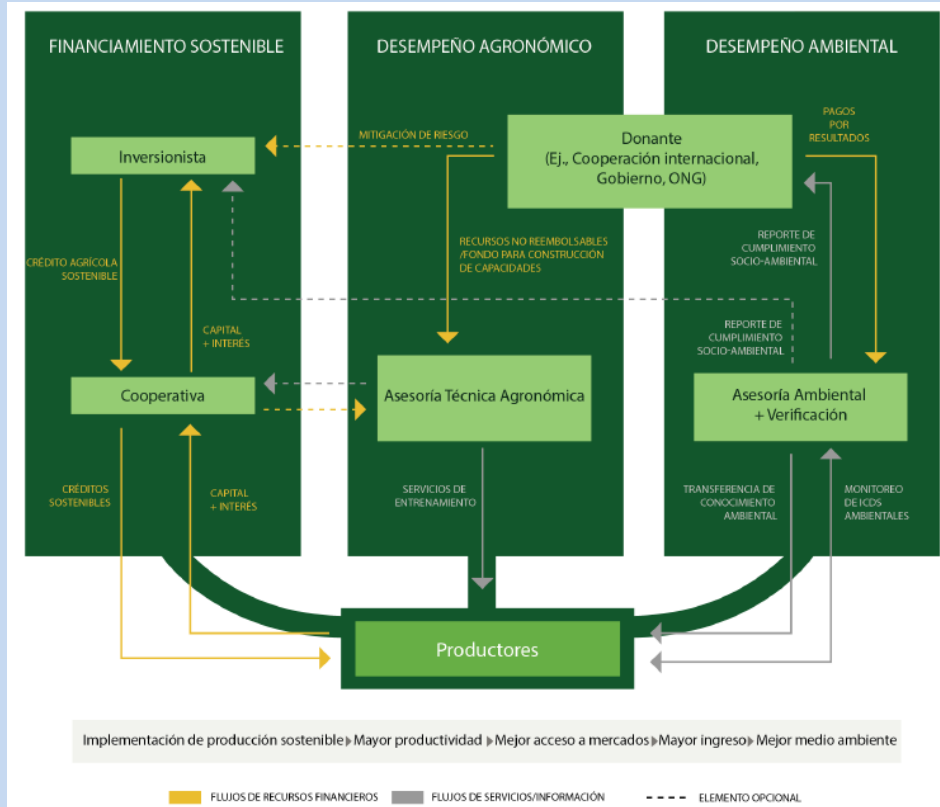 FINANCIAMIENTO SOSTENIBLE
DESEMPEÑO AGRONÓMICO
DESEMPEÑO AMBIENTAL
MITIGACIÓN DE RIESGO
Donante
(Ej., Cooperación internacional,
Gobierno, ONG)
PAGOS
POR
RESULTADOS
Inversionista
CRÉDITO AGRÍCOLA
SOSTENIBLE
RECURSOS NO REEMBOLSABLES
/FONDO PARA CONSTRUCCIÓN
DE CAPACIDADES
REPORTE DE
CUMPLIMIENTO
SOCIO-AMBIENTAL
CAPITAL
+ INTERÉS
REPORTE DE
CUMPLIMIENTO
SOCIO-AMBIENTAL
Cooperativa
Asesoría Técnica Agronómica
Asesoría Ambiental
+ Verificación
CRÉDITOS
SOSTENIBLES
CAPITAL
+ INTERÉS
SERVICIOS DE
ENTRENAMIENTO
TRANSFERENCIA DE
CONOCIMIENTO
AMBIENTAL
MONITOREO
DE ICDS
AMBIENTALES
Productores
Implementación de producción sostenible▸Mayor productividad ▸Mejor acceso a mercados▸Mayor ingreso▸Mejor medio ambiente
FLUJOS DE RECURSOS FINANCIEROS
FLUJOS DE SERVICIOS/INFORMACIÓN
ELEMENTO OPCIONAL